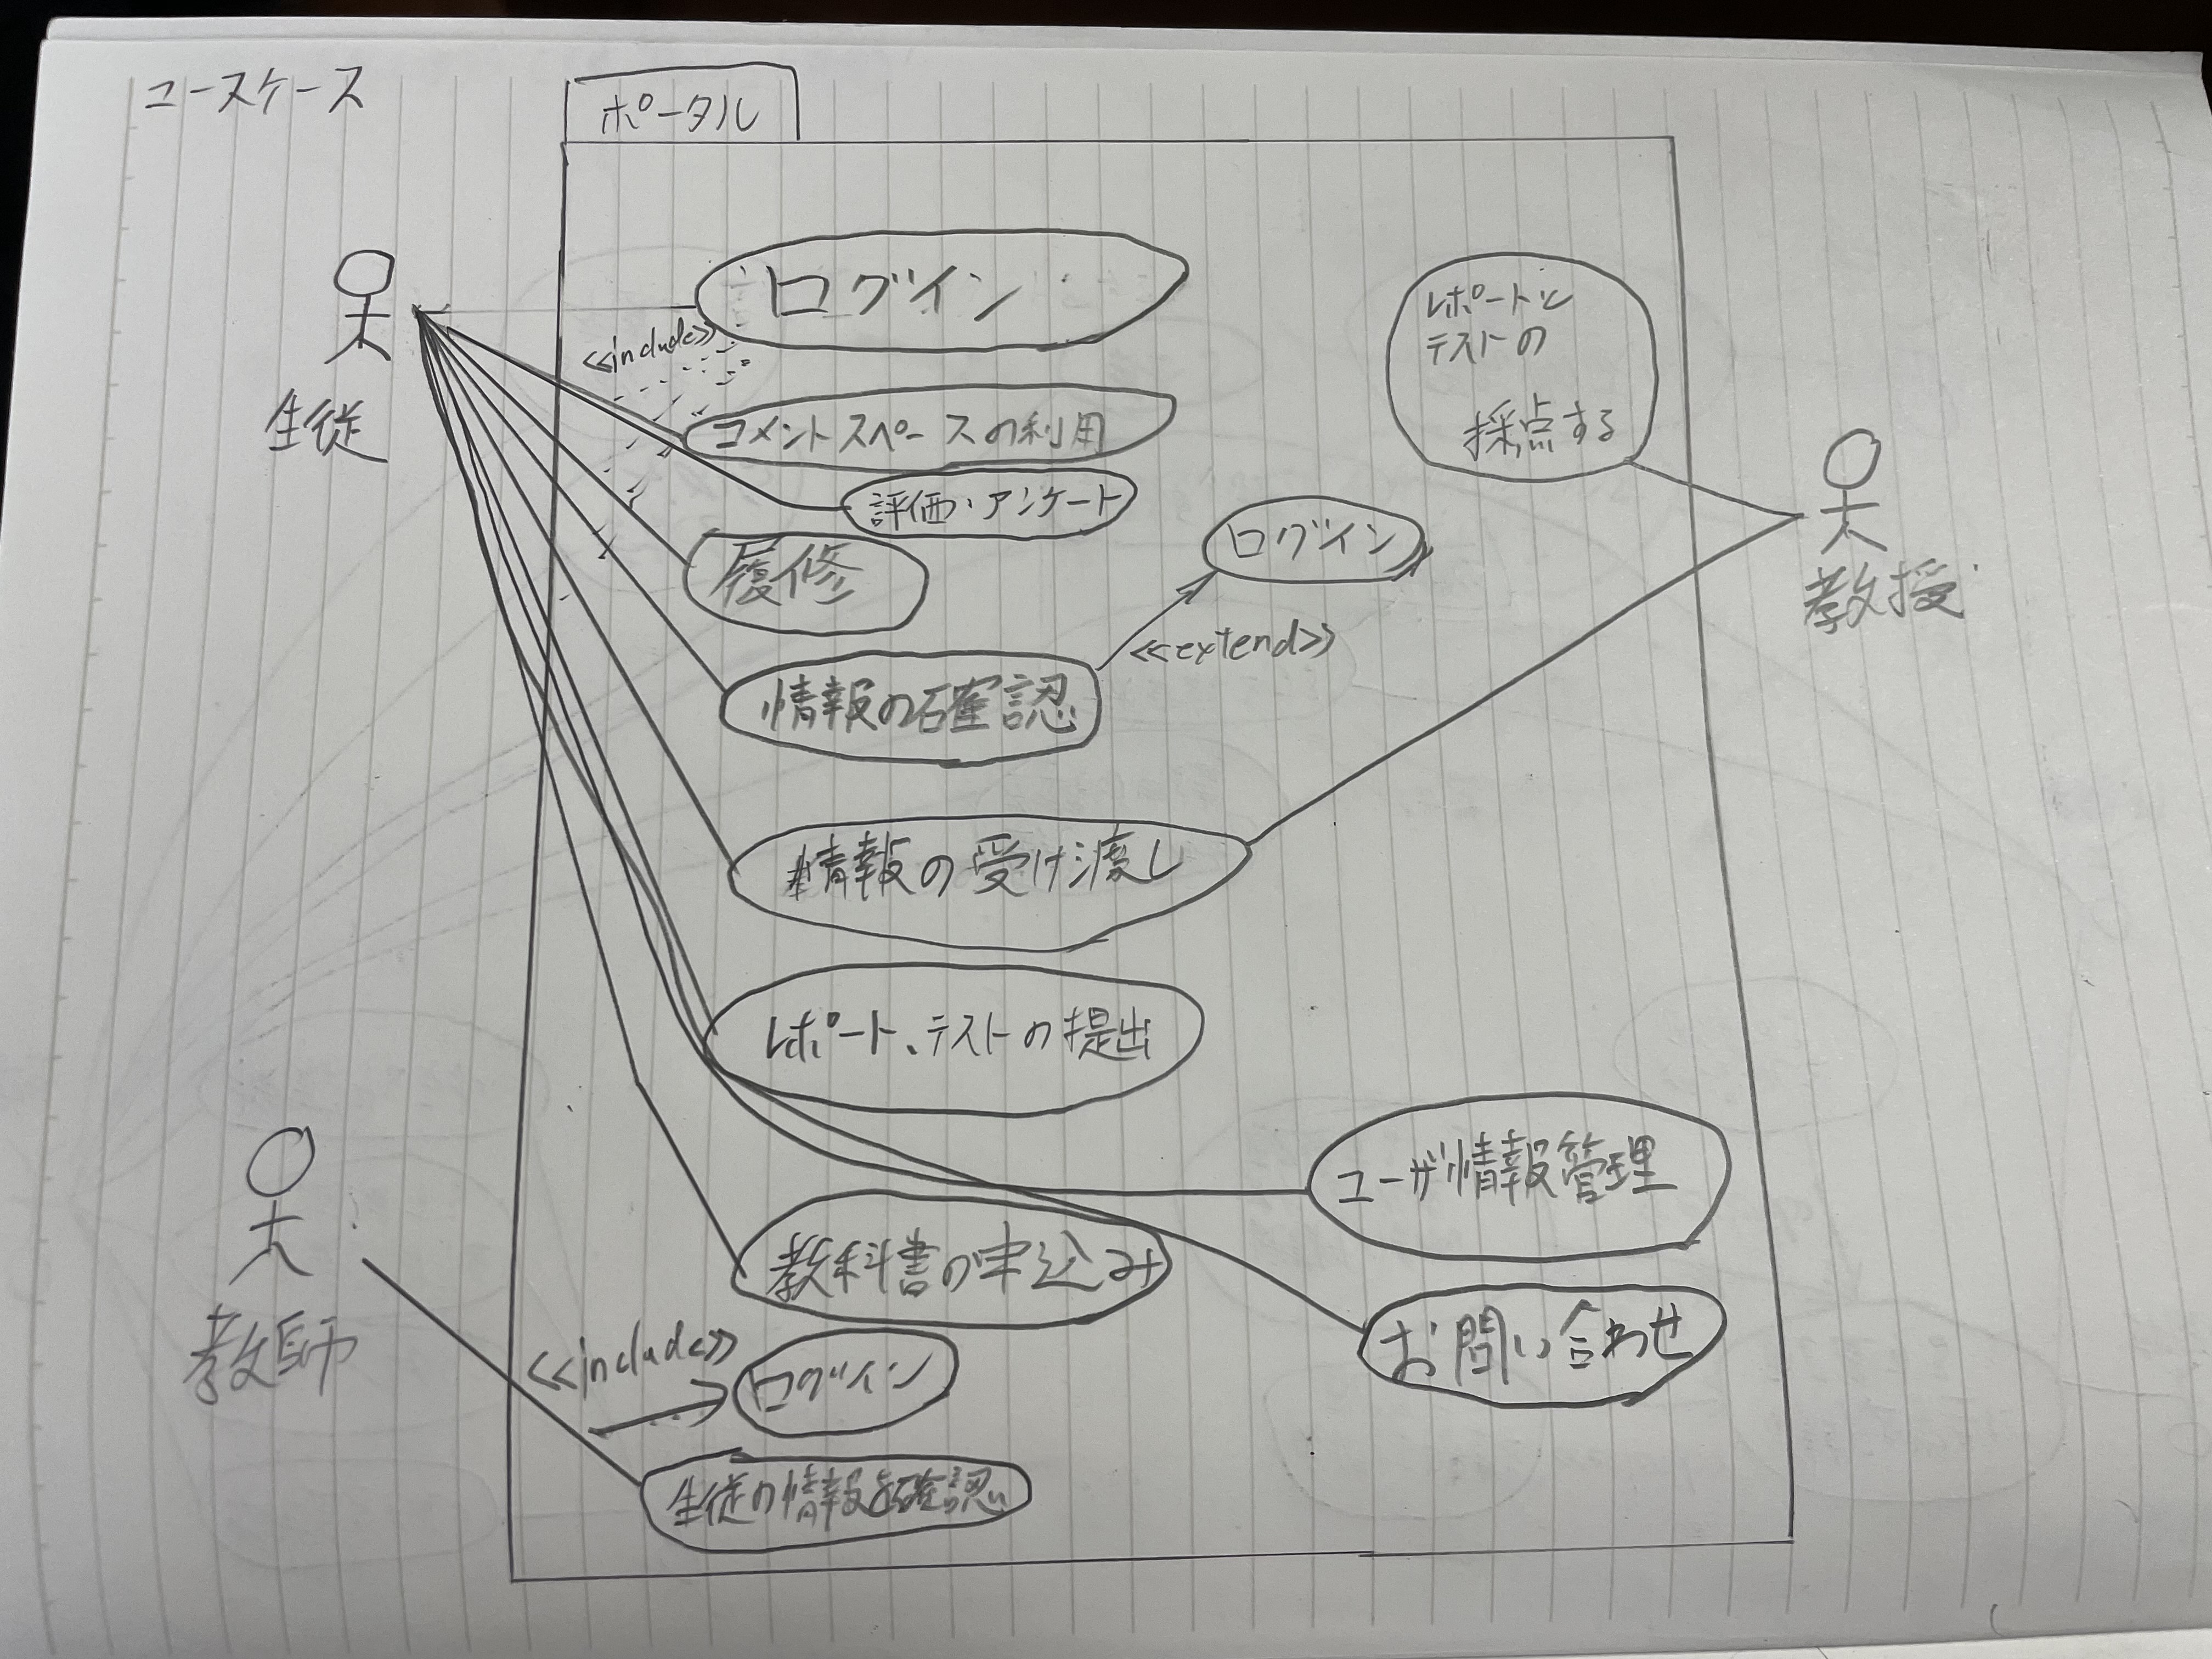 ユースケース
ポータル
生徒
<<include>>
ログイン
コメントスペースの利用
評価・アンケート
履修
情報の確認
<<extend>>
ログイン
レポートや
テストの
採点する
情報の受け渡し
教授
レポート、テストの提出
教科書の申込み
ユーザ情報管理
お問い合わせ
教師
<<include>>
ログイン
生徒の情報確認